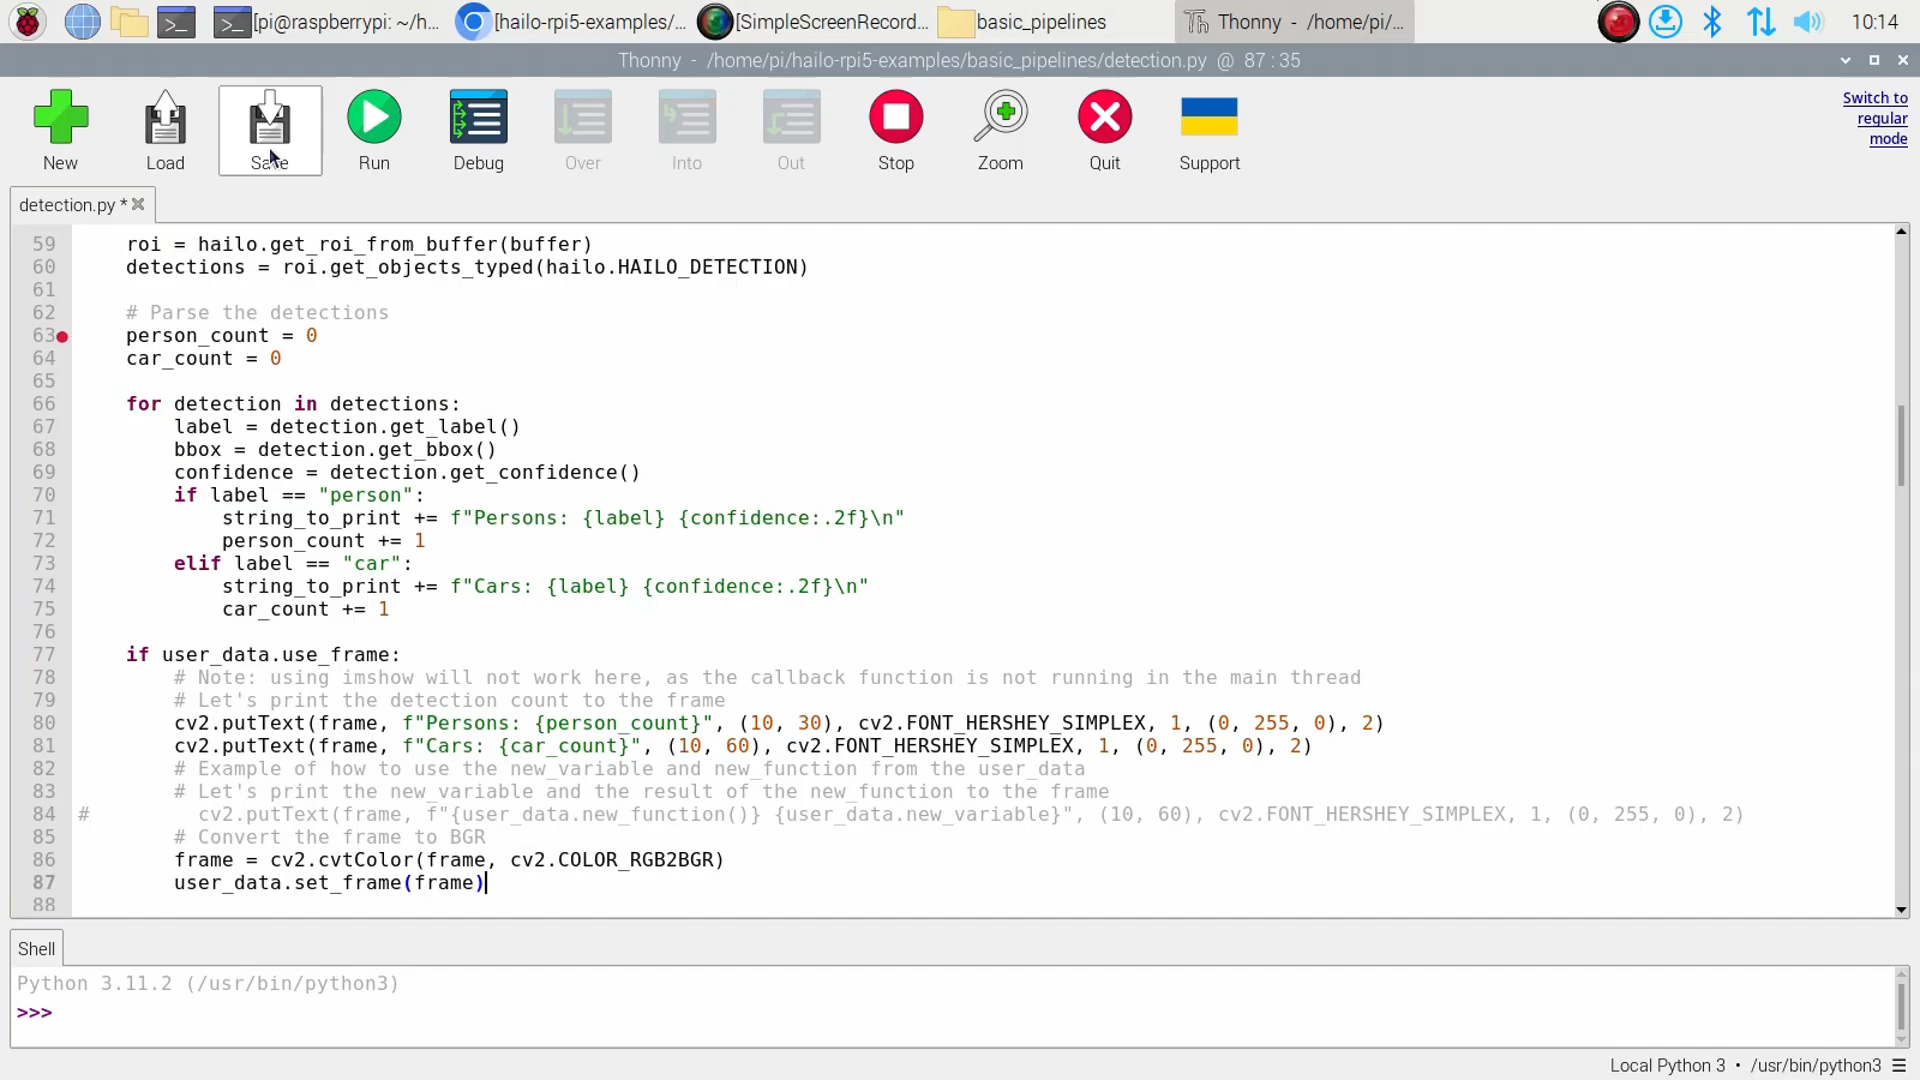 [pi@raspberrypi: ~/h...
[hailo-rpi5-examples/...
[SimpleScreenRecord...
basic_pipelines
Thonny - /home/pi/...
10:14
Thonny - /home/pi/hailo-rpi5-examples/basic_pipelines/detection.py @ 87 : 35
New
Load
Save
Run
Debug
Over
Into
Out
Stop
Zoom
Quit
Support
Switch to
regular
mode
detection.py *
59 roi = hailo.get_roi_from_buffer(buffer)
60 detections = roi.get_objects_typed(hailo.HAILO_DETECTION)
61
62 # Parse the detections
63 person_count = 0
64 car_count = 0
65
66 for detection in detections:
67 label = detection.get_label()
68 bbox = detection.get_bbox()
69 confidence = detection.get_confidence()
70 if label == "person":
71 string_to_print += f"Persons: {label} {confidence:.2f}\n"
72 person_count += 1
73 elif label == "car":
74 string_to_print += f"Cars: {label} {confidence:.2f}\n"
75 car_count += 1
76
77 if user_data.use_frame:
78 # Note: using imshow will not work here, as the callback function is not running in the main thread
79 # Let's print the detection count to the frame
80 cv2.putText(frame, f"Persons: {person_count}", (10, 30), cv2.FONT_HERSHEY_SIMPLEX, 1, (0, 255, 0), 2)
81 cv2.putText(frame, f"Cars: {car_count}", (10, 60), cv2.FONT_HERSHEY_SIMPLEX, 1, (0, 255, 0), 2)
82 # Example of how to use the new_variable and new_function from the user_data
83 # Let's print the new_variable and the result of the new_function to the frame
84 # cv2.putText(frame, f"{user_data.new_function()} {user_data.new_variable}", (10, 60), cv2.FONT_HERSHEY_SIMPLEX, 1, (0, 255, 0), 2)
85 # Convert the frame to BGR
86 frame = cv2.cvtColor(frame, cv2.COLOR_RGB2BGR)
87 user_data.set_frame(frame)
88
Shell
Python 3.11.2 (/usr/bin/python3)
>>>
Local Python 3 • /usr/bin/python3 ☰